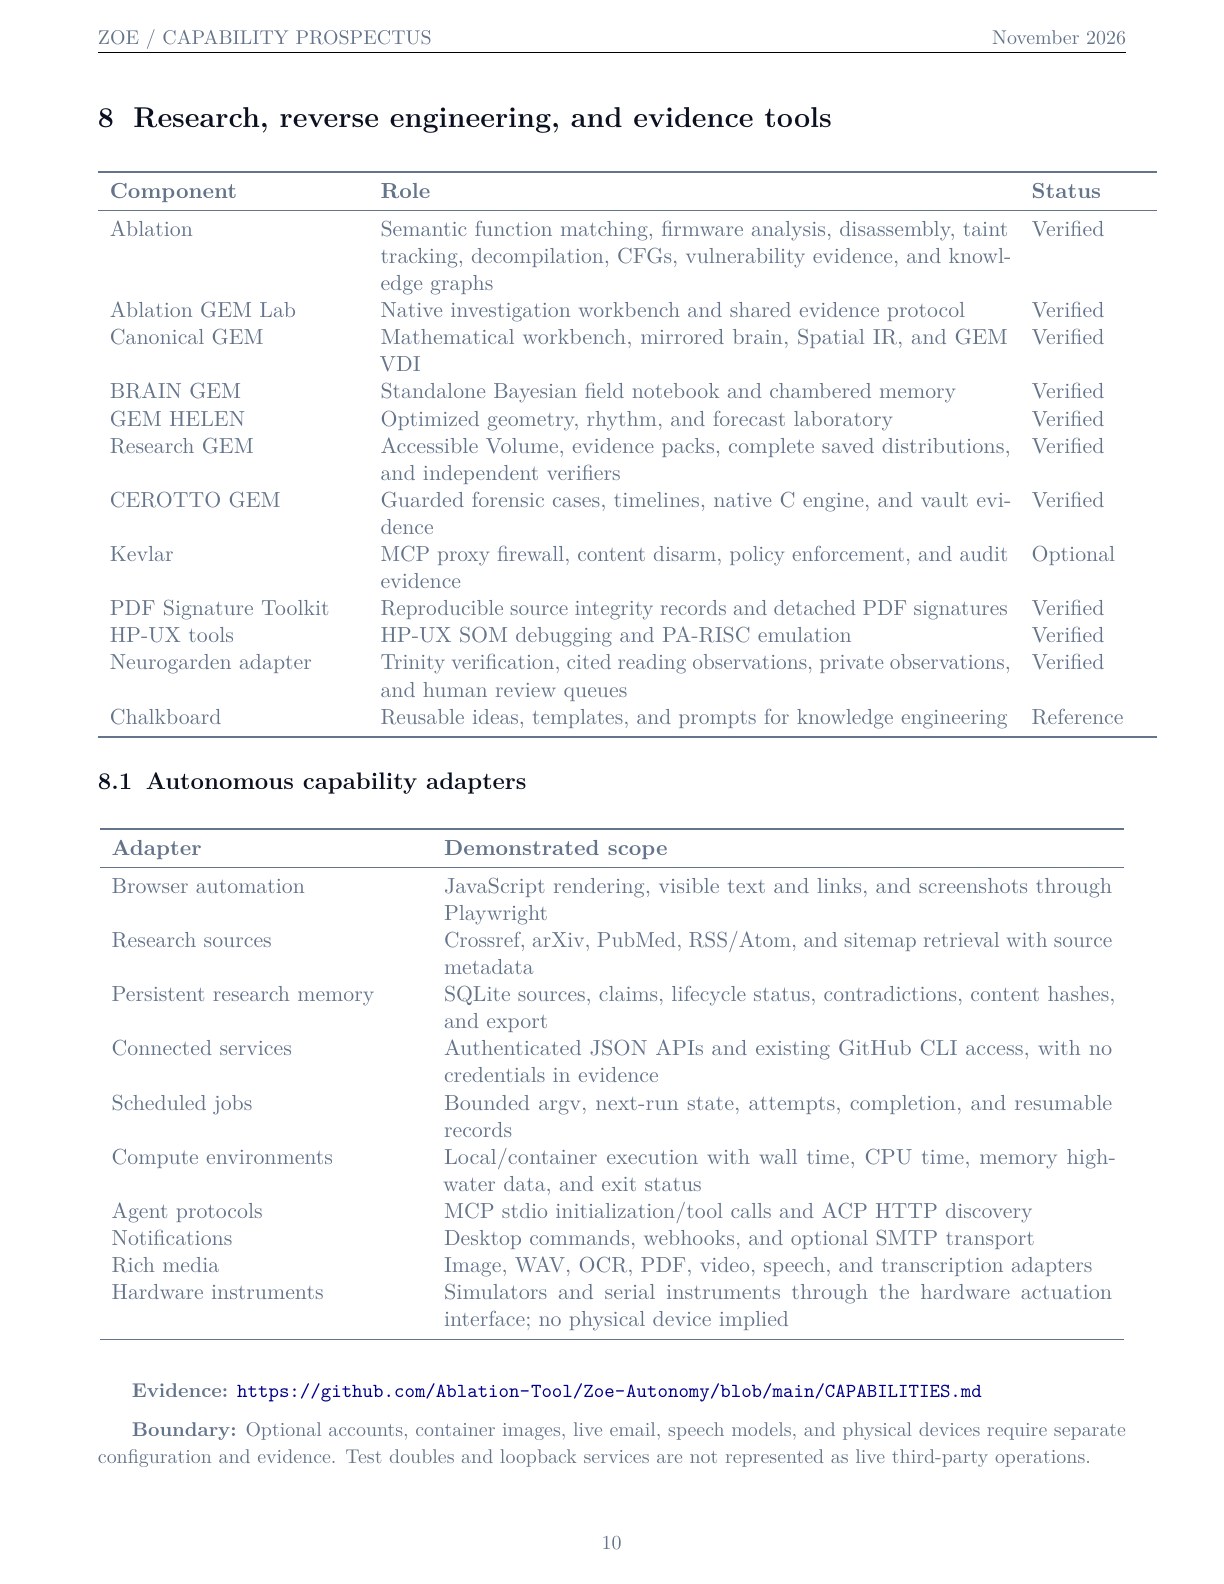 ZOE / CAPABILITY PROSPECTUS November 2026
8 Research, reverse engineering, and evidence tools
Component Role Status
Ablation Semantic function matching, firmware analysis, disassembly, taint Verified
tracking, decompilation, CFGs, vulnerability evidence, and knowl-
edge graphs
Ablation GEM Lab Native investigation workbench and shared evidence protocol Verified
Canonical GEM Mathematical workbench, mirrored brain, Spatial IR, and GEM Verified
VDI
BRAIN GEM Standalone Bayesian field notebook and chambered memory Verified
GEM HELEN Optimized geometry, rhythm, and forecast laboratory Verified
Research GEM Accessible Volume, evidence packs, complete saved distributions, Verified
and independent verifiers
CEROTTO GEM Guarded forensic cases, timelines, native C engine, and vault evi- Verified
dence
Kevlar MCP proxy firewall, content disarm, policy enforcement, and audit Optional
evidence
PDF Signature Toolkit Reproducible source integrity records and detached PDF signatures Verified
HP-UX tools HP-UX SOM debugging and PA-RISC emulation Verified
Neurogarden adapter Trinity verification, cited reading observations, private observations, Verified
and human review queues
Chalkboard Reusable ideas, templates, and prompts for knowledge engineering Reference
8.1 Autonomous capability adapters
Adapter Demonstrated scope
Browser automation JavaScript rendering, visible text and links, and screenshots through
Playwright
Research sources Crossref, arXiv, PubMed, RSS/Atom, and sitemap retrieval with source
metadata
Persistent research memory SQLite sources, claims, lifecycle status, contradictions, content hashes,
and export
Connected services Authenticated JSON APIs and existing GitHub CLI access, with no
credentials in evidence
Scheduled jobs Bounded argv, next-run state, attempts, completion, and resumable
records
Compute environments Local/container execution with wall time, CPU time, memory high-
water data, and exit status
Agent protocols MCP stdio initialization/tool calls and ACP HTTP discovery
Notifications Desktop commands, webhooks, and optional SMTP transport
Rich media Image, WAV, OCR, PDF, video, speech, and transcription adapters
Hardware instruments Simulators and serial instruments through the hardware actuation
interface; no physical device implied
Evidence: https://github.com/Ablation-Tool/Zoe-Autonomy/blob/main/CAPABILITIES.md
Boundary: Optional accounts, container images, live email, speech models, and physical devices require separate
configuration and evidence. Test doubles and loopback services are not represented as live third-party operations.
10